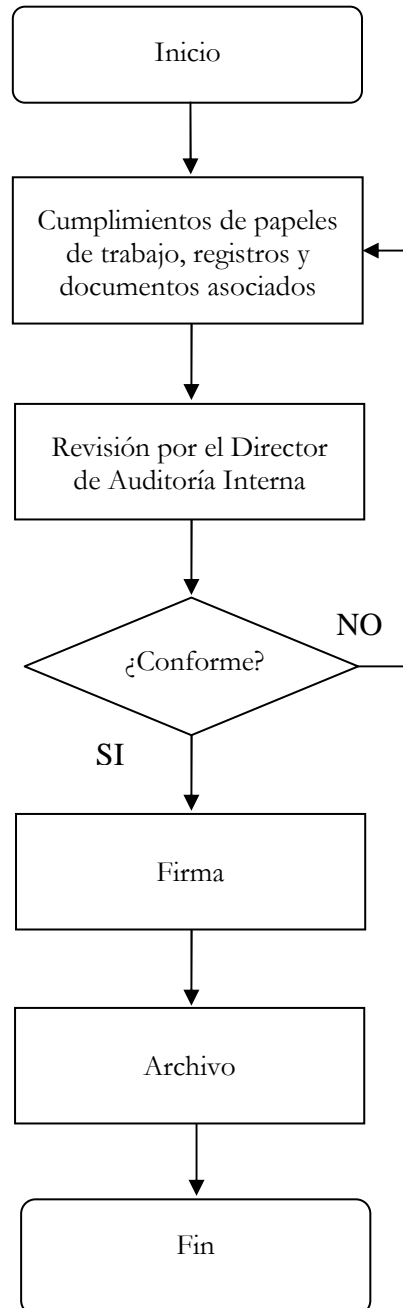 Inicio
Cumplimientos de papeles
de trabajo, registros y
documentos asociados
Revisión por el Director
de Auditoría Interna
¿Conforme?
NO
SI
Firma
Archivo
Fin